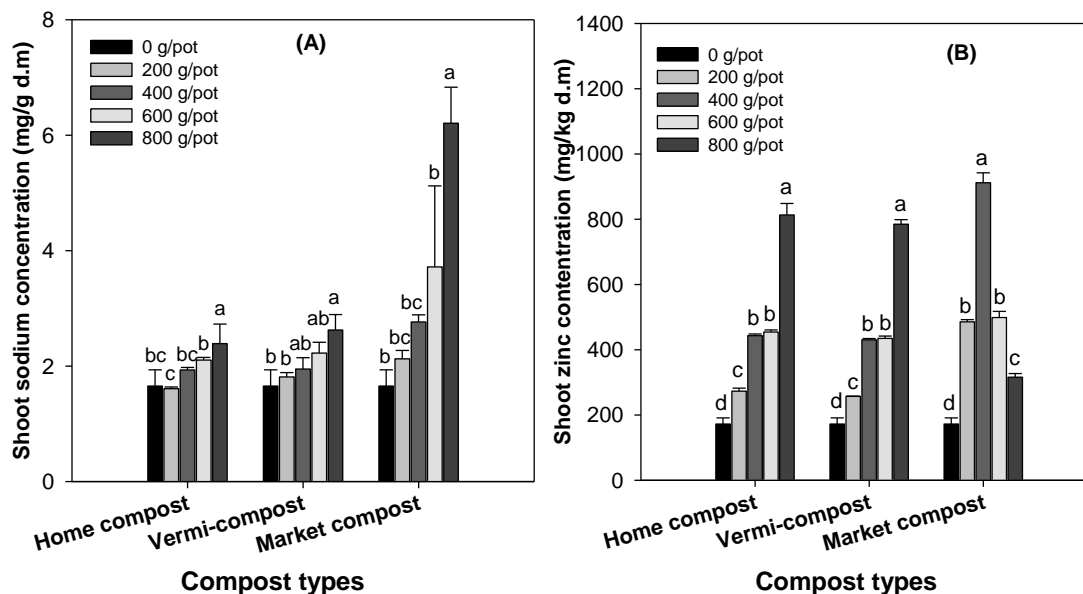 (A)
0 g/pot
200 g/pot
400 g/pot
600 g/pot
800 g/pot
Shoot sodium concentration (mg/g d.m)
8
6
4
2
0
bc c bc b a
b b ab ab a
b bc bc b a
Home compost
Vermi-compost
Market compost
Compost types
(B)
0 g/pot
200 g/pot
400 g/pot
600 g/pot
800 g/pot
Shoot zinc contentration (mg/kg d.m)
1400
1200
1000
800
600
400
200
0
d c b b a
d c b b a
d b a b c
Home compost
Vermi-compost
Market compost
Compost types